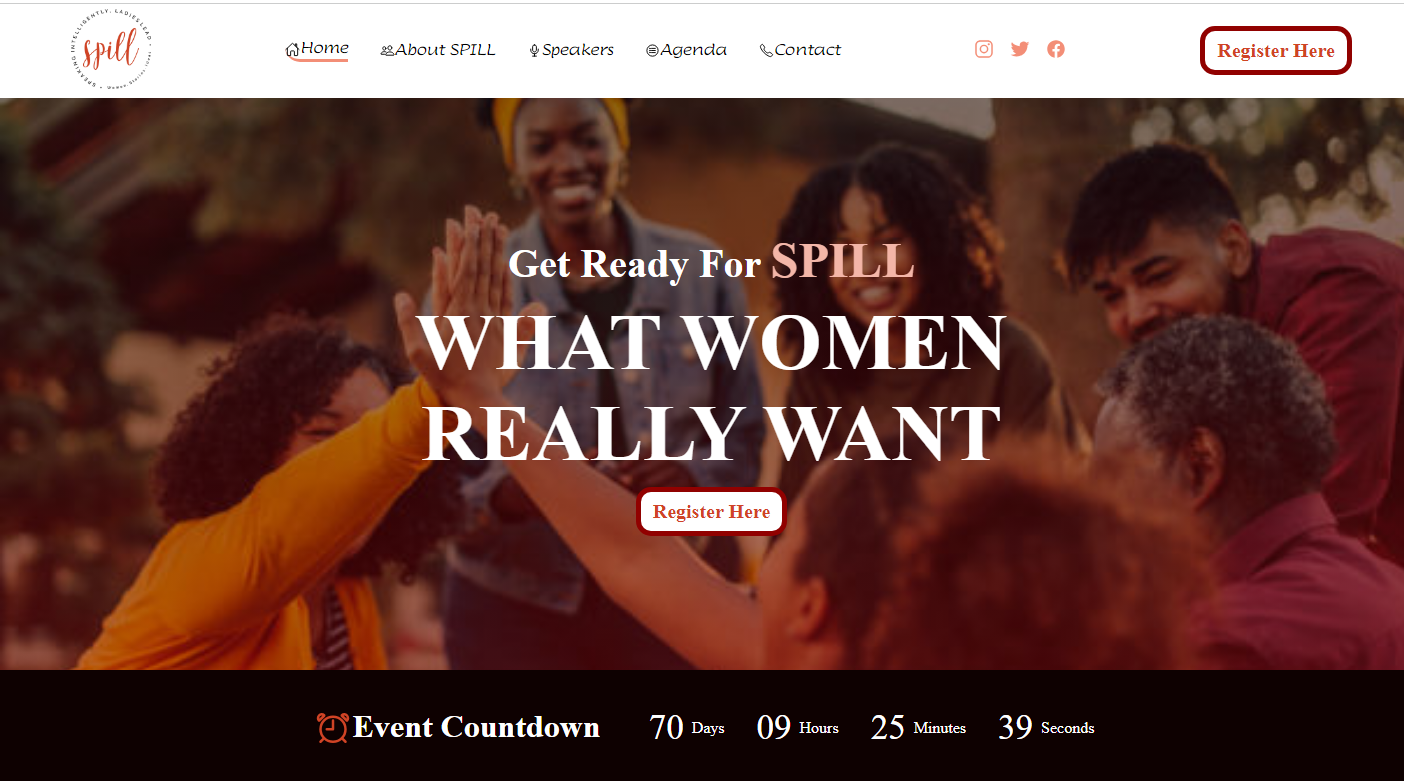 SPEAKING INTELLIGENTLY, LADIES LEAD
spill
Home
About SPILL
Speakers
Agenda
Contact
Register Here
Get Ready For SPILL
WHAT WOMEN
REALLY WANT
Register Here
Event Countdown
70 Days
09 Hours
25 Minutes
39 Seconds